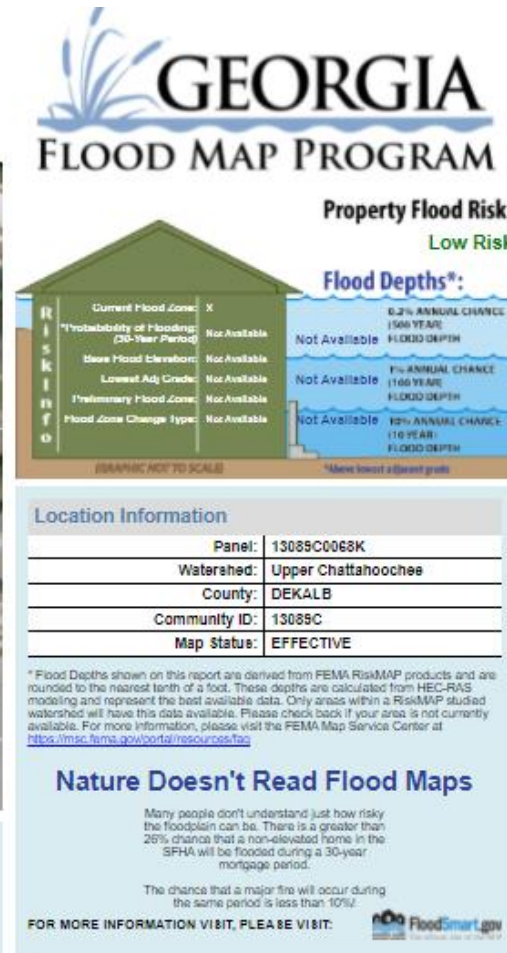 GEORGIA
FLOOD MAP PROGRAM
Property Flood Risk
Low Risk
Flood Depths*:
Risk Info
Current Flood Zone: X
*Probability of Flooding: (30-Year Period) Not Available
Base Flood Elevation: Not Available
Lowest Adj Grade: Not Available
Preliminary Flood Zone: Not Available
Flood Zone Change Type: Not Available
Not Available 0.2% ANNUAL CHANCE (500 YEAR) FLOOD DEPTH
Not Available 1% ANNUAL CHANCE (100 YEAR) FLOOD DEPTH
Not Available 10% ANNUAL CHANCE (10 YEAR) FLOOD DEPTH
(GRAPHIC NOT TO SCALE)
*Above lowest adjacent grade
Location Information
Panel: 13089C0068K
Watershed: Upper Chattahoochee
County: DEKALB
Community ID: 13089C
Map Status: EFFECTIVE
* Flood Depths shown on this report are derived from FEMA RiskMAP products and are
rounded to the nearest tenth of a foot. These depths are calculated from HEC-RAS
modeling and represent the best available data. Only areas within a RiskMAP studied
watershed will have this data available. Please check back if your area is not currently
available. For more information, please visit the FEMA Map Service Center at
https://msc.fema.gov/portal/resources/faq
Nature Doesn't Read Flood Maps
Many people don't understand just how risky
the floodplain can be. There is a greater than
26% chance that a non-elevated home in the
SFHA will be flooded during a 30-year
mortgage period.
The chance that a major fire will occur during
the same period is less than 10%!
FOR MORE INFORMATION VISIT, PLEASE VISIT:
FloodSmart.gov